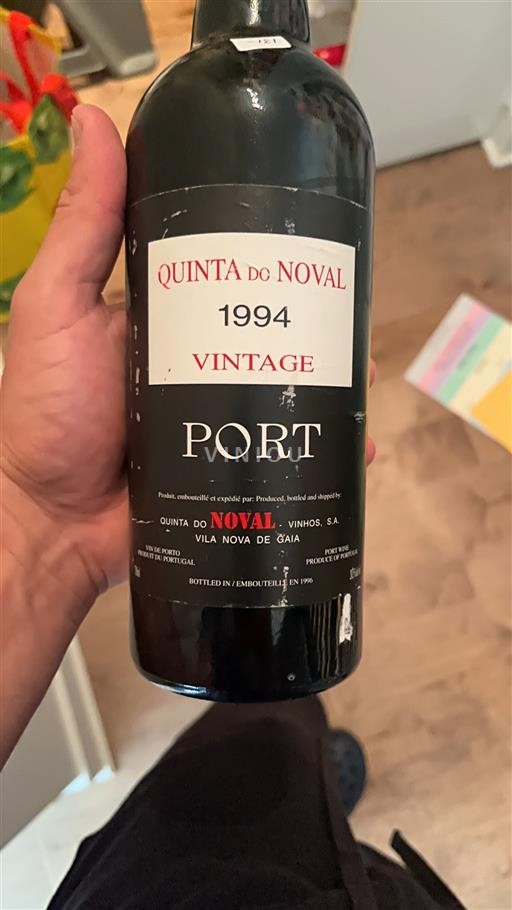 QUINTA DO NOVAL
1994
VINTAGE
PORT
VINIOU
Produit, embouteillé et expédié par: Produced, bottled and shipped by:
QUINTA DO NOVAL - VINHOS, S.A.
VILA NOVA DE GAIA
VIN DE PORTO
PRODUIT DU PORTUGAL
PORT WINE
PRODUCE OF PORTUGAL
BOTTLED IN / EMBOUTEILLÉ EN 1996